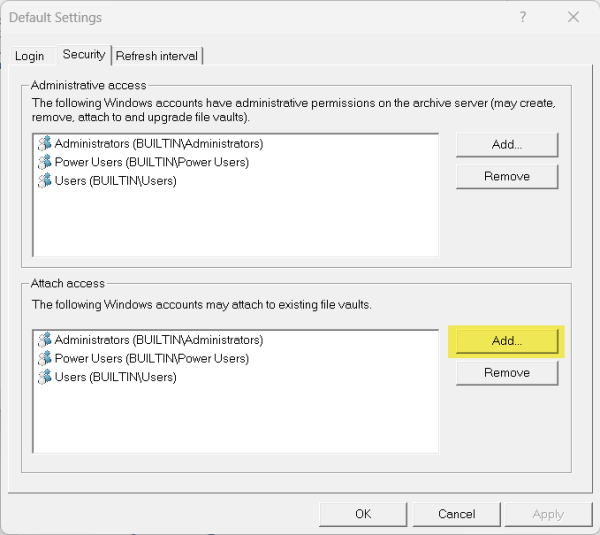 Default Settings
?
Login Security Refresh interval
Administrative access
The following Windows accounts have administrative permissions on the archive server (may create,
remove, attach to and upgrade file vaults).
Administrators (BUILTIN\Administrators)
Power Users (BUILTIN\Power Users)
Users (BUILTIN\Users)
Add...
Remove
Attach access
The following Windows accounts may attach to existing file vaults.
Administrators (BUILTIN\Administrators)
Power Users (BUILTIN\Power Users)
Users (BUILTIN\Users)
Add...
Remove
OK Cancel Apply